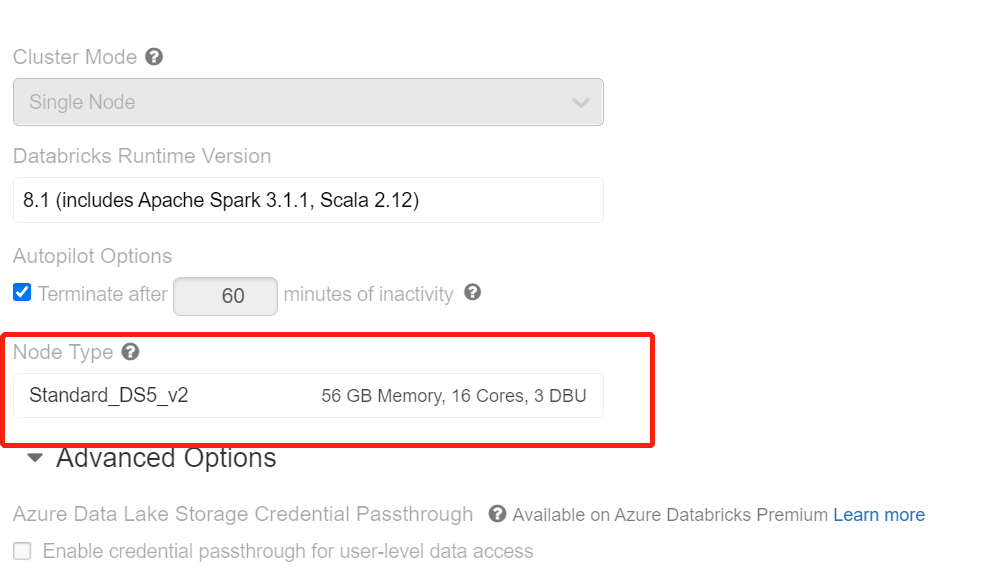 Cluster Mode ?
Single Node
Databricks Runtime Version
8.1 (includes Apache Spark 3.1.1, Scala 2.12)
Autopilot Options
Terminate after 60 minutes of inactivity ?
Node Type ?
Standard_DS5_v2 56 GB Memory, 16 Cores, 3 DBU
Advanced Options
Azure Data Lake Storage Credential Passthrough ? Available on Azure Databricks Premium Learn more
Enable credential passthrough for user-level data access